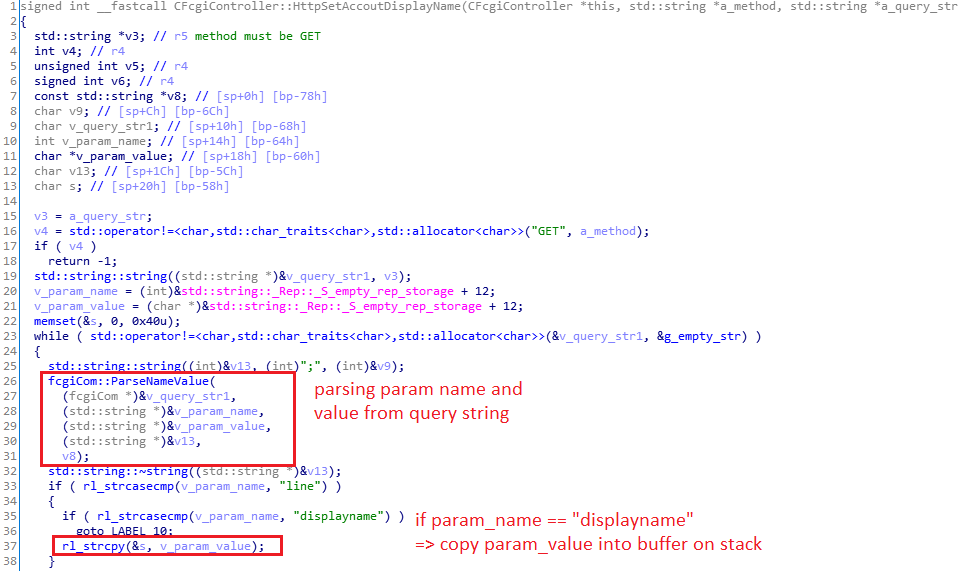 1 signed int __fastcall CFcgiController::HttpSetAccoutDisplayName(CFcgiController *this, std::string *a_method, std::string *a_query_str
2 {
3 std::string *v3; // r5 method must be GET
4 int v4; // r4
5 unsigned int v5; // r4
6 signed int v6; // r4
7 const std::string *v8; // [sp+0h] [bp-78h]
8 char v9; // [sp+Ch] [bp-6Ch]
9 char v_query_str1; // [sp+10h] [bp-68h]
10 int v_param_name; // [sp+14h] [bp-64h]
11 char *v_param_value; // [sp+18h] [bp-60h]
12 char v13; // [sp+1Ch] [bp-5Ch]
13 char s; // [sp+20h] [bp-58h]
14
15 v3 = a_query_str;
16 v4 = std::operator!=<char,std::char_traits<char>,std::allocator<char>>("GET", a_method);
17 if ( v4 )
18 return -1;
19 std::string::string((std::string *)&v_query_str1, v3);
20 v_param_name = (int)&std::string::_Rep::_S_empty_rep_storage + 12;
21 v_param_value = (char *)&std::string::_Rep::_S_empty_rep_storage + 12;
22 memset(&s, 0, 0x40u);
23 while ( std::operator!=<char,std::char_traits<char>,std::allocator<char>>(&v_query_str1, &g_empty_str) )
24 {
25 std::string::string((int)&v13, (int)";", (int)&v9);
26 fcgiCom::ParseNameValue(
27 (fcgiCom *)&v_query_str1,
28 (std::string *)&v_param_name,
29 (std::string *)&v_param_value,
30 (std::string *)&v13,
31 v8);
parsing param name and
value from query string
32 std::string::~string((std::string *)&v13);
33 if ( rl_strcasecmp(v_param_name, "line") )
34 {
35 if ( rl_strcasecmp(v_param_name, "displayname") )
36 goto LABEL_10;
37 rl_strcpy(&s, v_param_value);
38 }
if param_name == "displayname"
=> copy param_value into buffer on stack